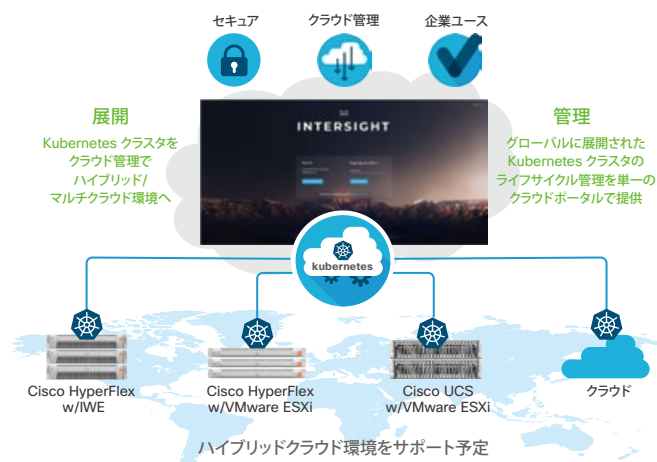 セキュア
クラウド管理
企業ユース
INTERSIGHT
展開
Kubernetes クラスタを
クラウド管理で
ハイブリッド/
マルチクラウド環境へ
管理
グローバルに展開された
Kubernetes クラスタの
ライフサイクル管理を単一の
クラウドポータルで提供
kubernetes
Cisco HyperFlex
w/IWE
Cisco HyperFlex
w/VMware ESXi
Cisco UCS
w/VMware ESXi
クラウド
ハイブリッドクラウド環境をサポート予定